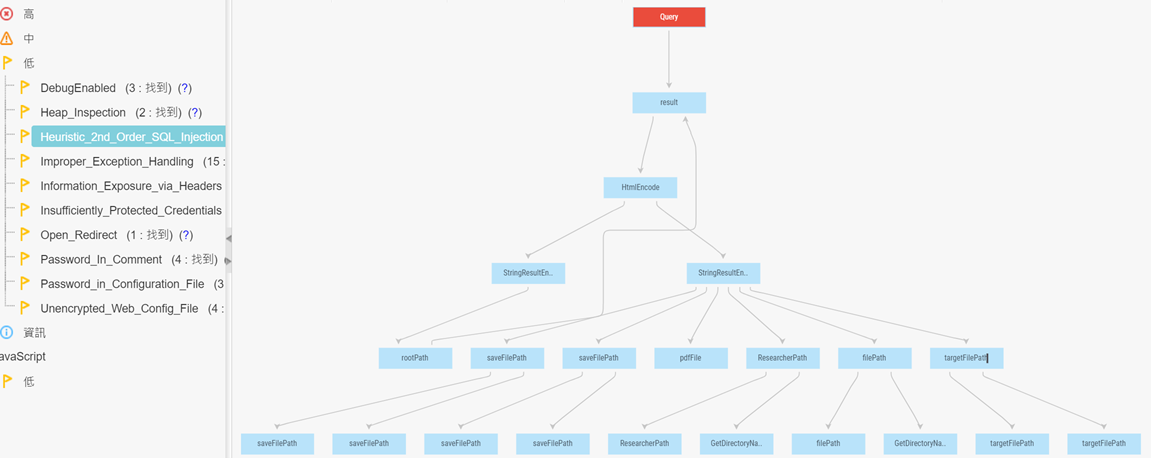 高
中
低
DebugEnabled (3 : 找到) (?)
Heap_Inspection (2 : 找到) (?)
Heuristic_2nd_Order_SQL_Injection
Improper_Exception_Handling (15 :
Information_Exposure_via_Headers
Insufficiently_Protected_Credentials
Open_Redirect (1 : 找到) (?)
Password_In_Comment (4 : 找到)
Password_in_Configuration_File (3
Unencrypted_Web_Config_File (4 :
資訊
avaScript
低
Query
result
HtmlEncode
StringResultEn..
StringResultEn..
rootPath
saveFilePath
saveFilePath
pdfFile
ResearcherPath
filePath
targetFilePath
saveFilePath
saveFilePath
saveFilePath
saveFilePath
ResearcherPath
GetDirectoryNa..
filePath
GetDirectoryNa..
targetFilePath
targetFilePath